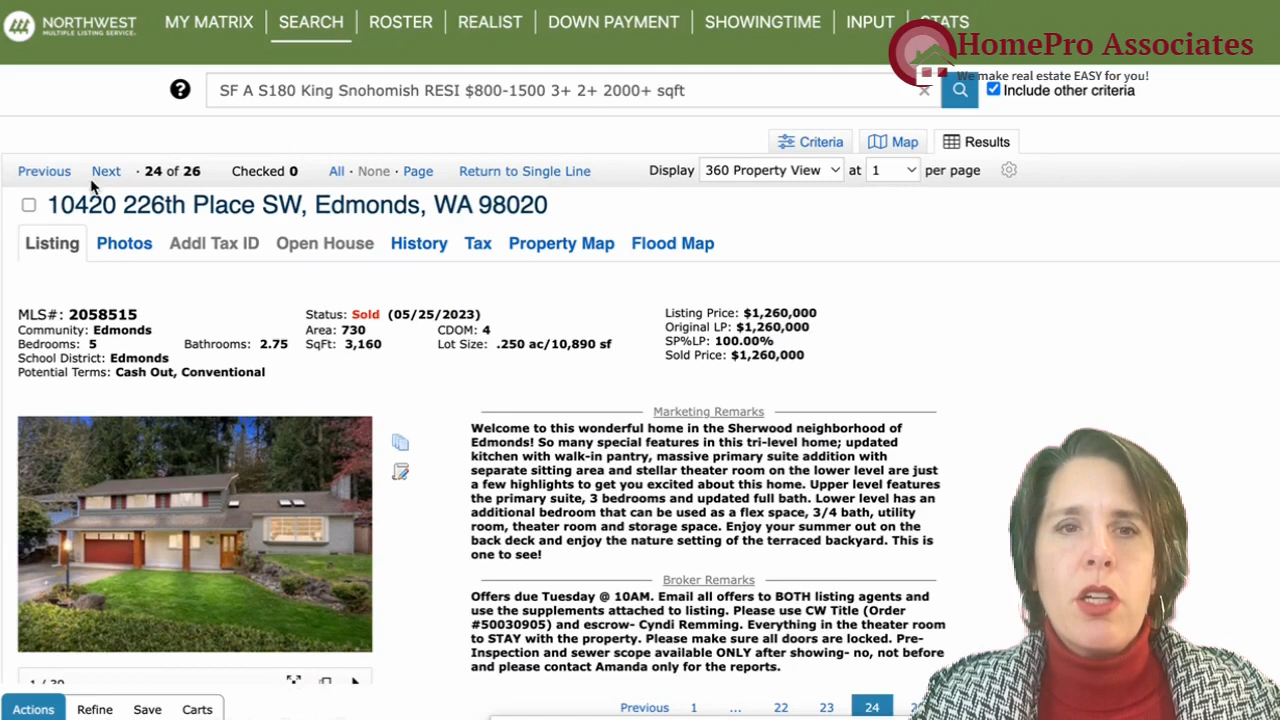 NORTHWEST
MULTIPLE LISTING SERVICE®
MY MATRIX SEARCH ROSTER REALIST DOWN PAYMENT SHOWINGTIME INPUT STATS
HomePro Associates
We make real estate EASY for you!
? SF A S180 King Snohomish RESI $800-1500 3+ 2+ 2000+ sqft
Include other criteria
Criteria Map Results
Previous Next · 24 of 26 Checked 0 All · None · Page Return to Single Line Display 360 Property View at 1 per page
10420 226th Place SW, Edmonds, WA 98020
Listing Photos Addl Tax ID Open House History Tax Property Map Flood Map
MLS#: 2058515
Community: Edmonds
Bedrooms: 5 Bathrooms: 2.75
School District: Edmonds
Potential Terms: Cash Out, Conventional
Status: Sold (05/25/2023)
Area: 730 CDOM: 4
SqFt: 3,160 Lot Size: .250 ac/10,890 sf
Listing Price: $1,260,000
Original LP: $1,260,000
SP%LP: 100.00%
Sold Price: $1,260,000
Marketing Remarks
Welcome to this wonderful home in the Sherwood neighborhood of
Edmonds! So many special features in this tri-level home; updated
kitchen with walk-in pantry, massive primary suite addition with
separate sitting area and stellar theater room on the lower level are just
a few highlights to get you excited about this home. Upper level features
the primary suite, 3 bedrooms and updated full bath. Lower level has an
additional bedroom that can be used as a flex space, 3/4 bath, utility
room, theater room and storage space. Enjoy your summer out on the
back deck and enjoy the nature setting of the terraced backyard. This is
one to see!
Broker Remarks
Offers due Tuesday @ 10AM. Email all offers to BOTH listing agents and
use the supplements attached to listing. Please use CW Title (Order
#50030905) and escrow- Cyndi Remming. Everything in the theater room
to STAY with the property. Please make sure all doors are locked. Pre-
Inspection and sewer scope available ONLY after showing- no, not before
and please contact Amanda only for the reports.
Actions Refine Save Carts
Previous 1 ... 22 23 24